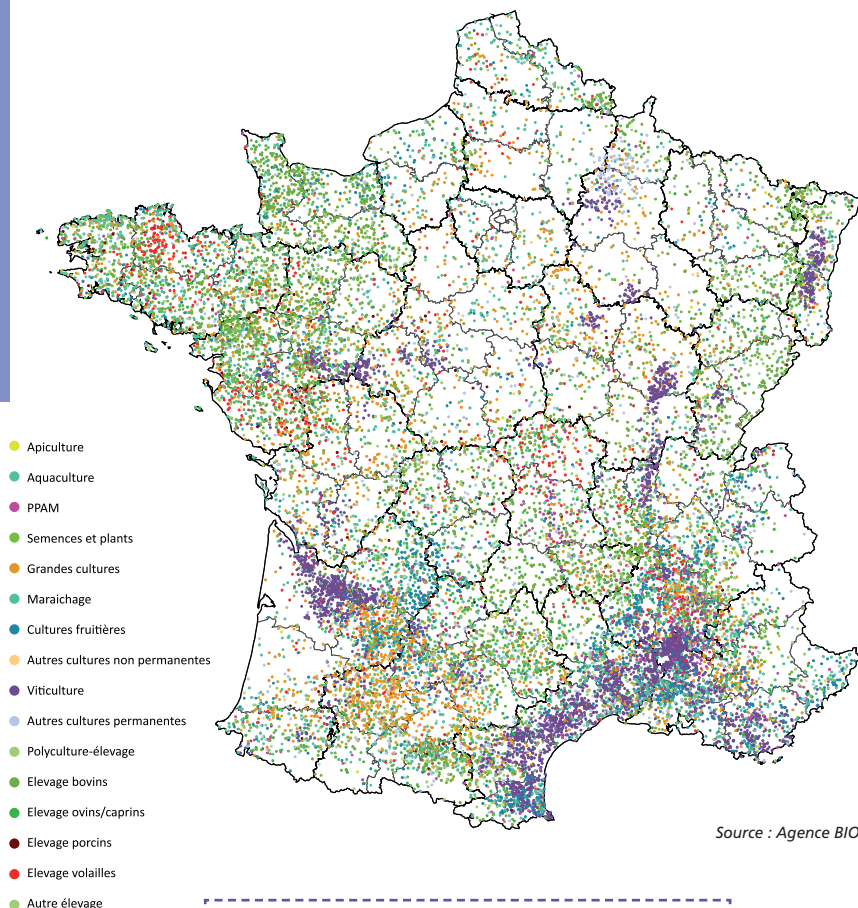 Apiculture
Aquaculture
PPAM
Semences et plants
Grandes cultures
Maraichage
Cultures fruitières
Autres cultures non permanentes
Viticulture
Autres cultures permanentes
Polyculture-élevage
Elevage bovins
Elevage ovins/caprins
Elevage porcins
Elevage volailles
Autre élevage
Source : Agence BIO